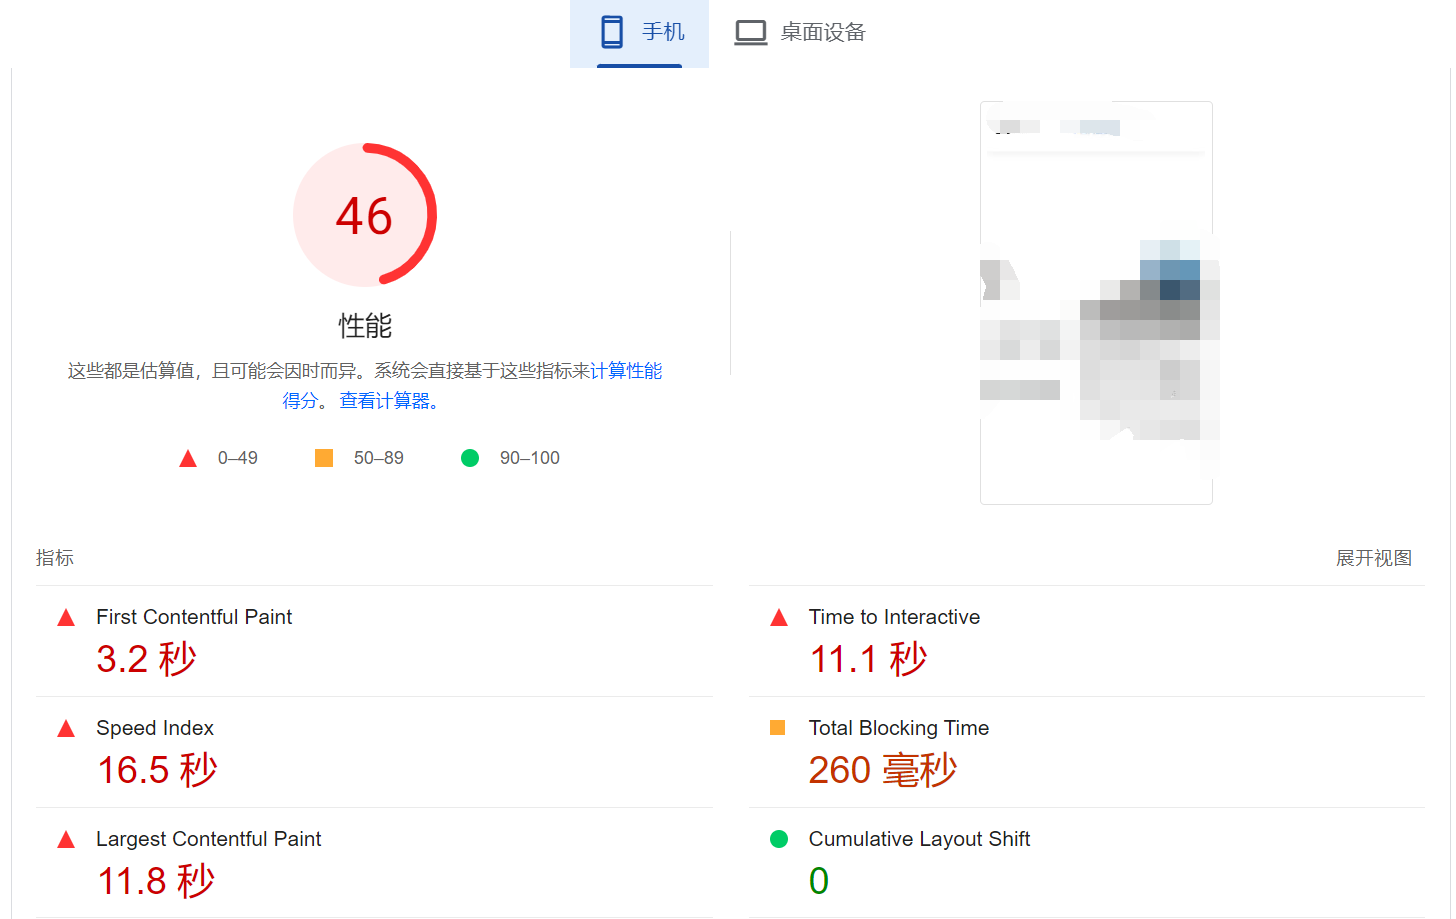 手机
桌面设备
46
性能
这些都是估算值，且可能会因时而异。系统会直接基于这些指标来计算性能
得分。 查看计算器。
0–49
50–89
90–100
指标
展开视图
First Contentful Paint
3.2 秒
Time to Interactive
11.1 秒
Speed Index
16.5 秒
Total Blocking Time
260 毫秒
Largest Contentful Paint
11.8 秒
Cumulative Layout Shift
0